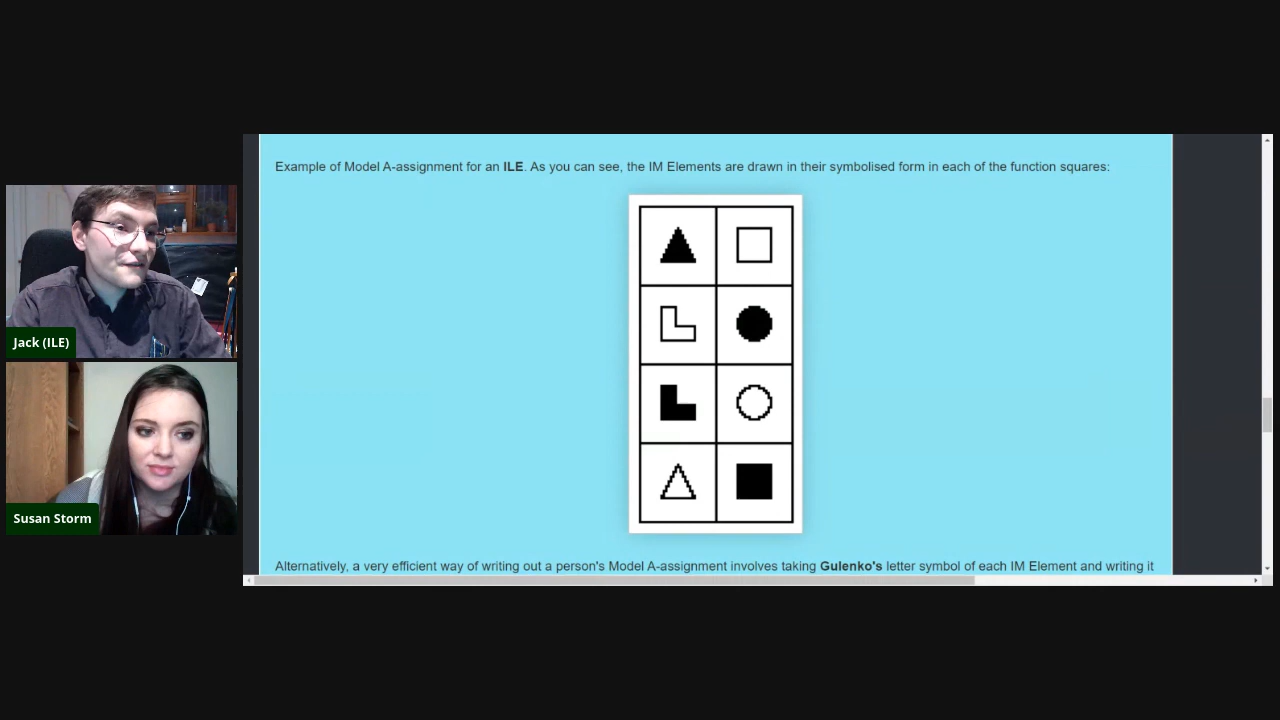 Example of Model A-assignment for an ILE. As you can see, the IM Elements are drawn in their symbolised form in each of the function squares:
Jack (ILE)
Susan Storm
Alternatively, a very efficient way of writing out a person's Model A-assignment involves taking Gulenko's letter symbol of each IM Element and writing it